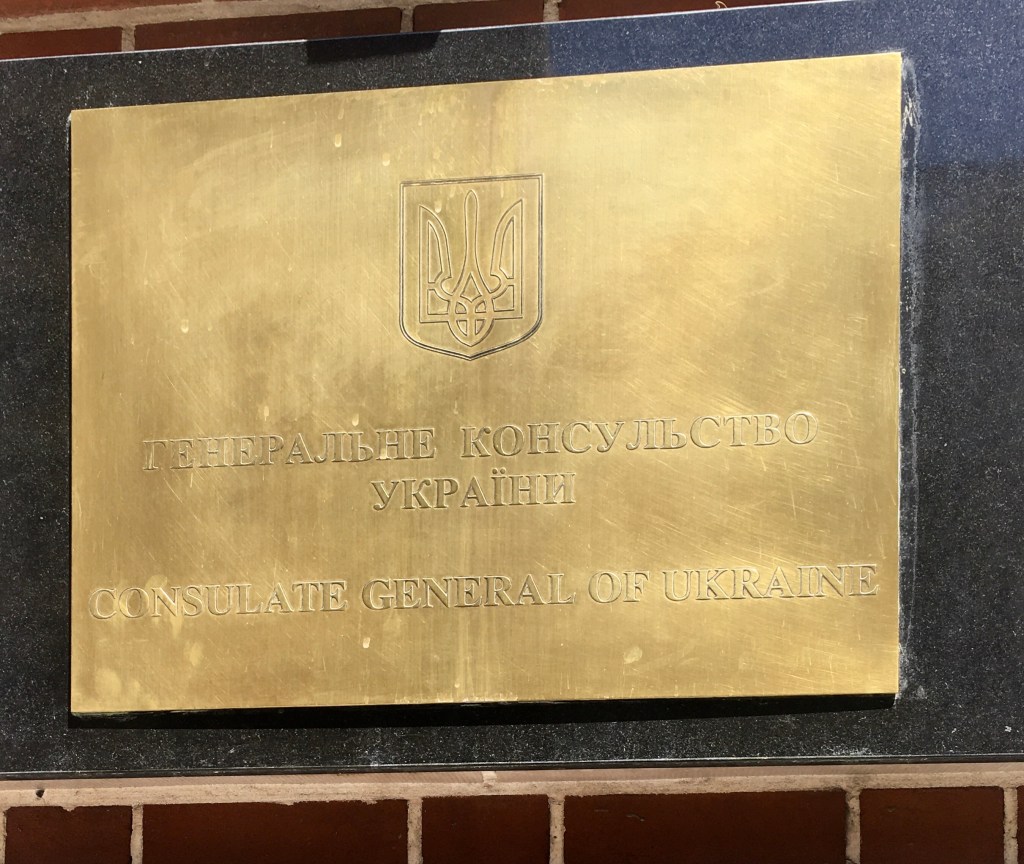 ГЕНЕРАЛЬНЕ КОНСУЛЬСТВО
УКРАЇНИ
CONSULATE GENERAL OF UKRAINE